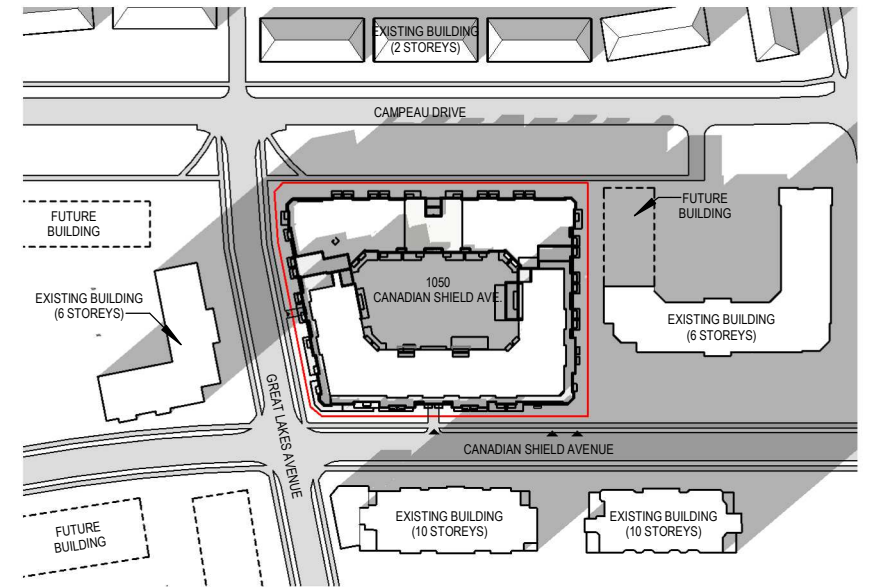 EXISTING BUILDING
(2 STOREYS)
CAMPEAU DRIVE
FUTURE
BUILDING
FUTURE
BUILDING
1050
CANADIAN SHIELD AVE.
EXISTING BUILDING
(6 STOREYS)
EXISTING BUILDING
(6 STOREYS)
GREAT LAKES AVENUE
CANADIAN SHIELD AVENUE
EXISTING BUILDING
(10 STOREYS)
EXISTING BUILDING
(10 STOREYS)
FUTURE
BUILDING